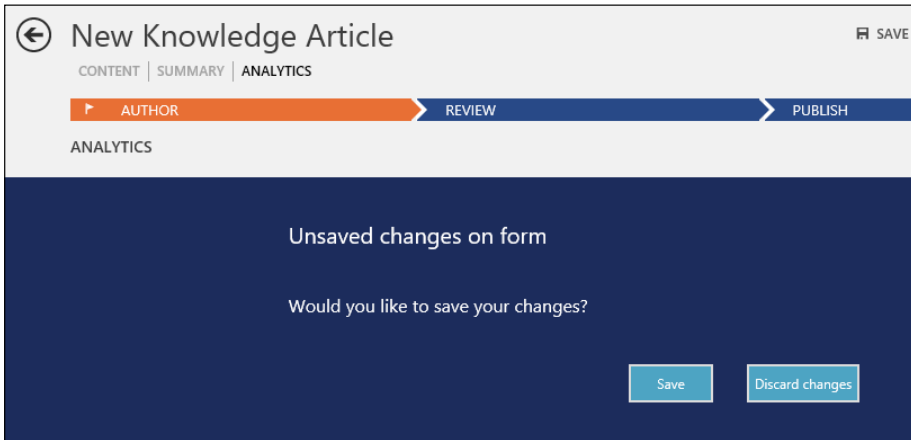 New Knowledge Article
SAVE
CONTENT | SUMMARY | ANALYTICS
AUTHOR
REVIEW
PUBLISH
ANALYTICS
Unsaved changes on form
Would you like to save your changes?
Save
Discard changes